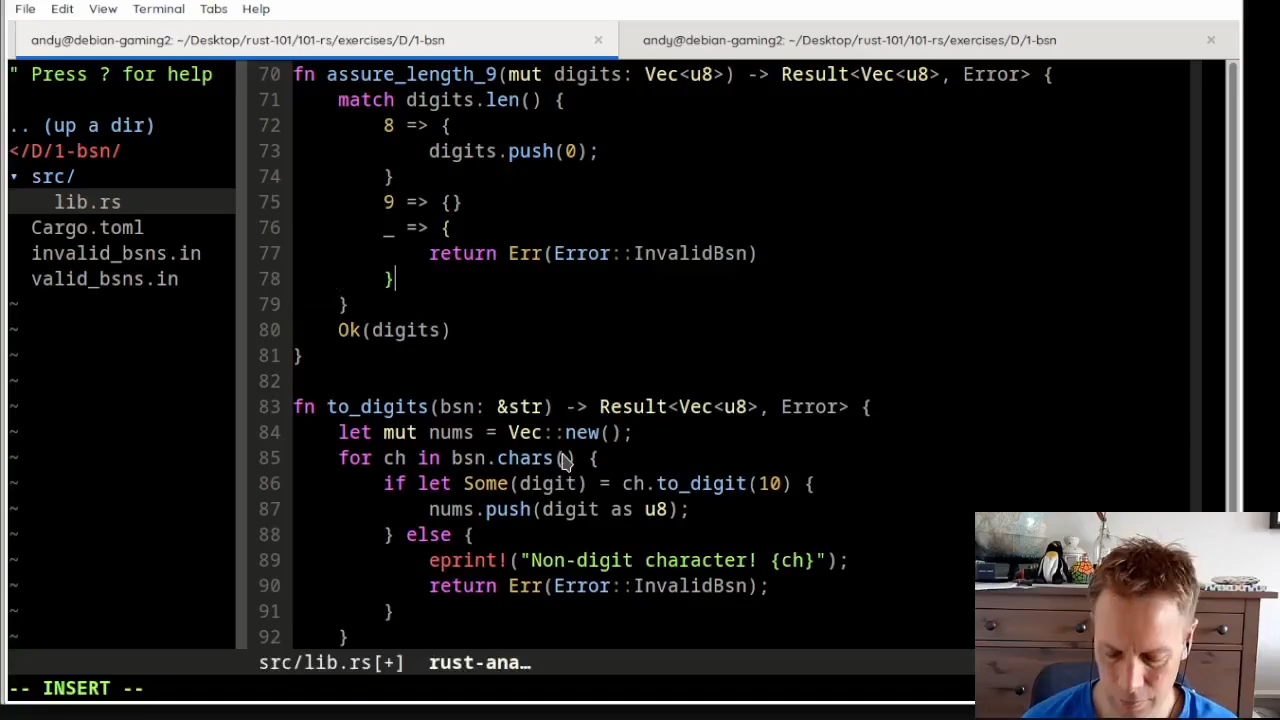 File Edit View Terminal Tabs Help
andy@debian-gaming2: ~/Desktop/rust-101/101-rs/exercises/D/1-bsn × andy@debian-gaming2: ~/Desktop/rust-101/101-rs/exercises/D/1-bsn ×
" Press ? for help
.. (up a dir)
</D/1-bsn/
▾ src/
lib.rs
Cargo.toml
invalid_bsns.in
valid_bsns.in
~
~
~
~
~
~
~
~
~
~
~
~
~
70 fn assure_length_9(mut digits: Vec<u8>) -> Result<Vec<u8>, Error> {
71     match digits.len() {
72         8 => {
73             digits.push(0);
74         }
75         9 => {}
76         _ => {
77             return Err(Error::InvalidBsn)
78         }
79     }
80     Ok(digits)
81 }
82
83 fn to_digits(bsn: &str) -> Result<Vec<u8>, Error> {
84     let mut nums = Vec::new();
85     for ch in bsn.chars() {
86         if let Some(digit) = ch.to_digit(10) {
87             nums.push(digit as u8);
88         } else {
89             eprint!("Non-digit character! {ch}");
90             return Err(Error::InvalidBsn);
91         }
92     }
src/lib.rs[+] rust-ana…
-- INSERT --